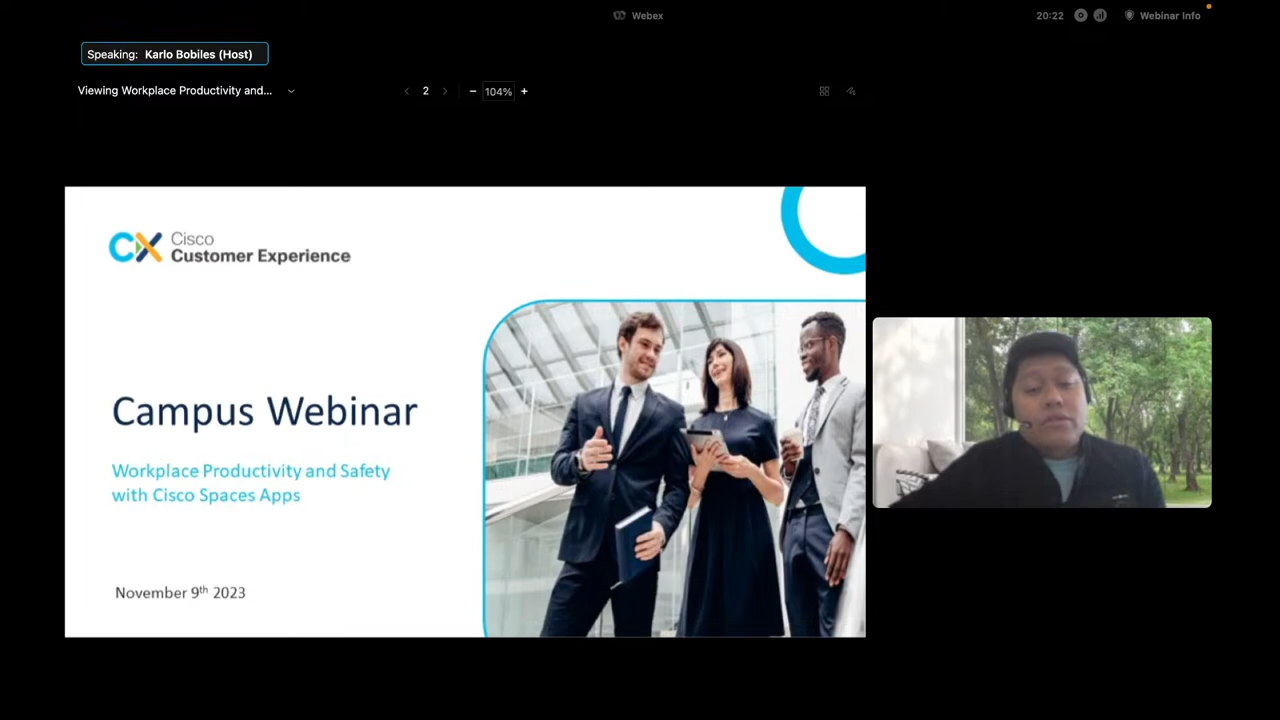 Webex
20:22
Webinar Info
Speaking: Karlo Bobiles (Host)
Viewing Workplace Productivity and...
2
− 104% +
CX Cisco
Customer Experience
Campus Webinar
Workplace Productivity and Safety
with Cisco Spaces Apps
November 9th 2023